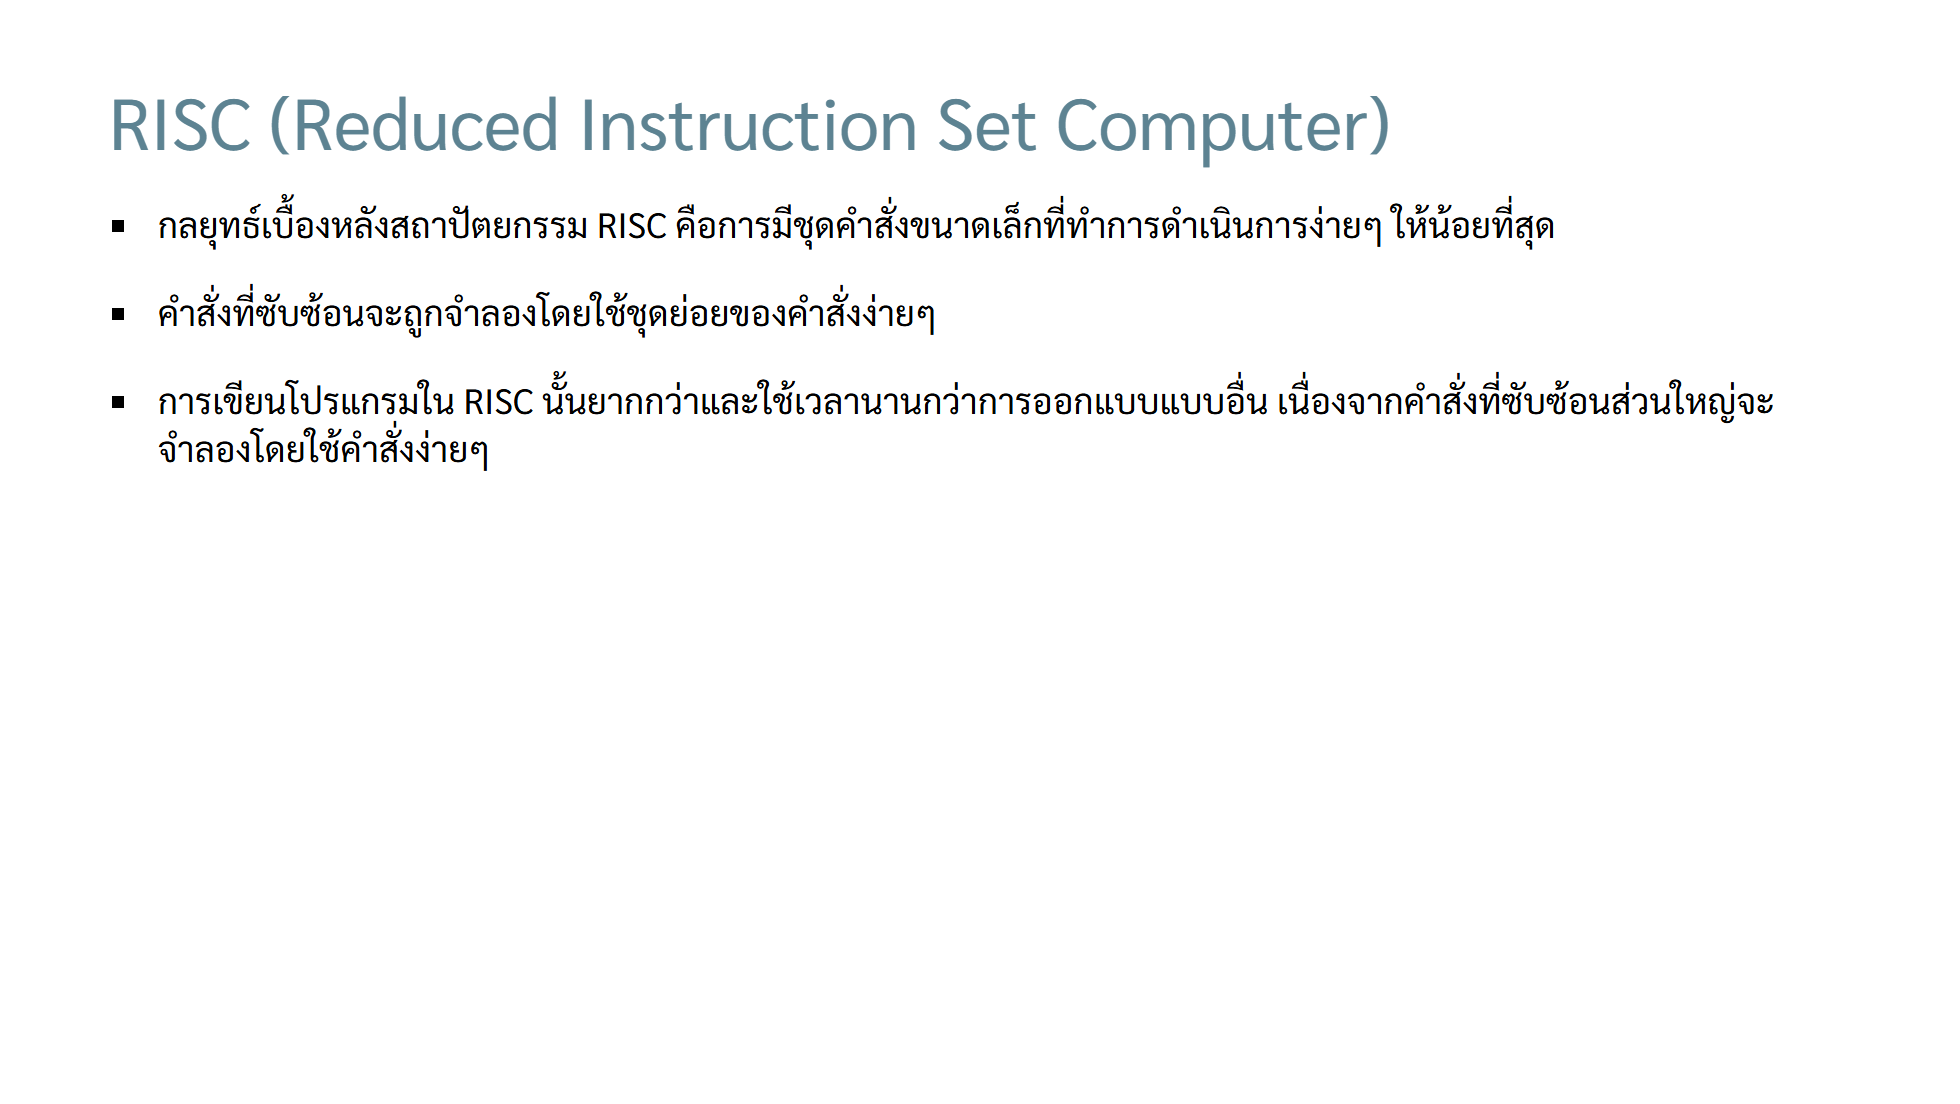 RISC (Reduced Instruction Set Computer)
▪ กลยุทธ์เบื้องหลังสถาปัตยกรรม RISC คือการมีชุดคำสั่งขนาดเล็กที่ทำการดำเนินการง่ายๆ ให้น้อยที่สุด
▪ คำสั่งที่ซับซ้อนจะถูกจำลองโดยใช้ชุดย่อยของคำสั่งง่ายๆ
▪ การเขียนโปรแกรมใน RISC นั้นยากกว่าและใช้เวลานานกว่าการออกแบบแบบอื่น เนื่องจากคำสั่งที่ซับซ้อนส่วนใหญ่จะ
จำลองโดยใช้คำสั่งง่ายๆ